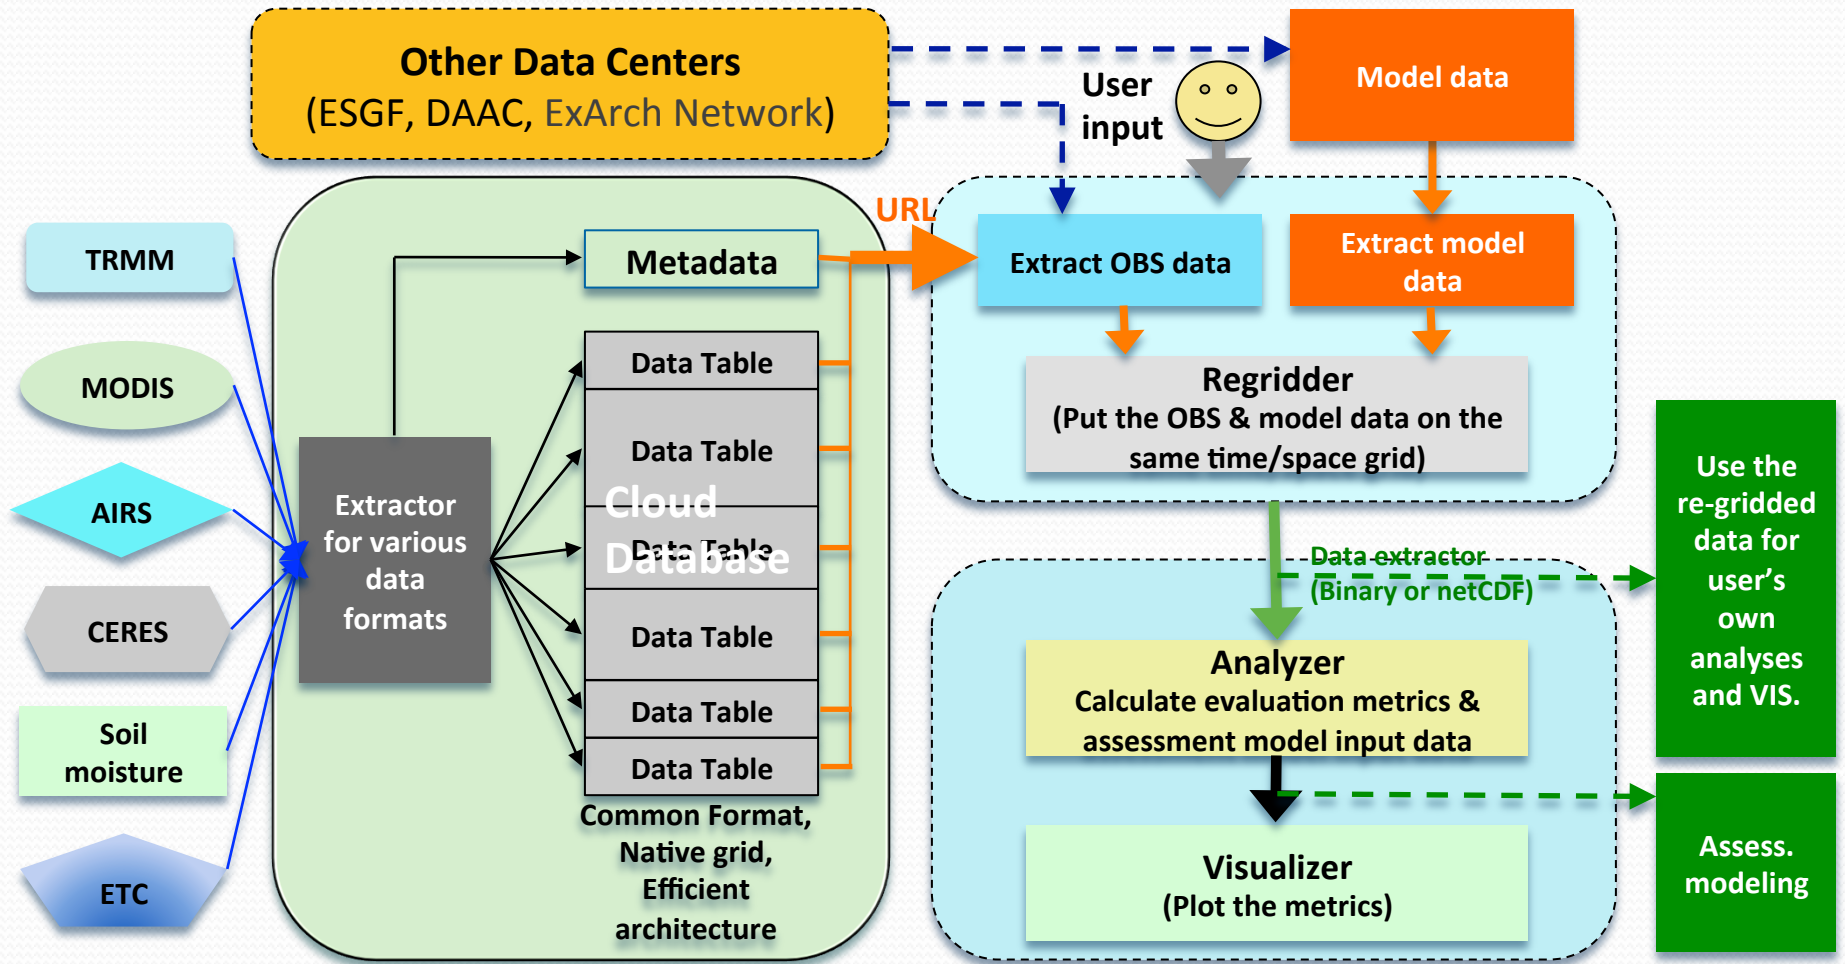 Other Data Centers
(ESGF, DAAC, ExArch Network)
User
input
Model data
TRMM
MODIS
AIRS
CERES
Soil
moisture
ETC
Extractor
for various
data
formats
Metadata
Data Table
Data Table
Data Table
Data Table
Data Table
Data Table
Cloud
Database
Common Format,
Native grid,
Efficient
architecture
URL
Extract OBS data
Extract model
data
Regridder
(Put the OBS & model data on the
same time/space grid)
Data extractor
(Binary or netCDF)
Analyzer
Calculate evaluation metrics &
assessment model input data
Visualizer
(Plot the metrics)
Use the
re-gridded
data for
user’s
own
analyses
and VIS.
Assess.
modeling